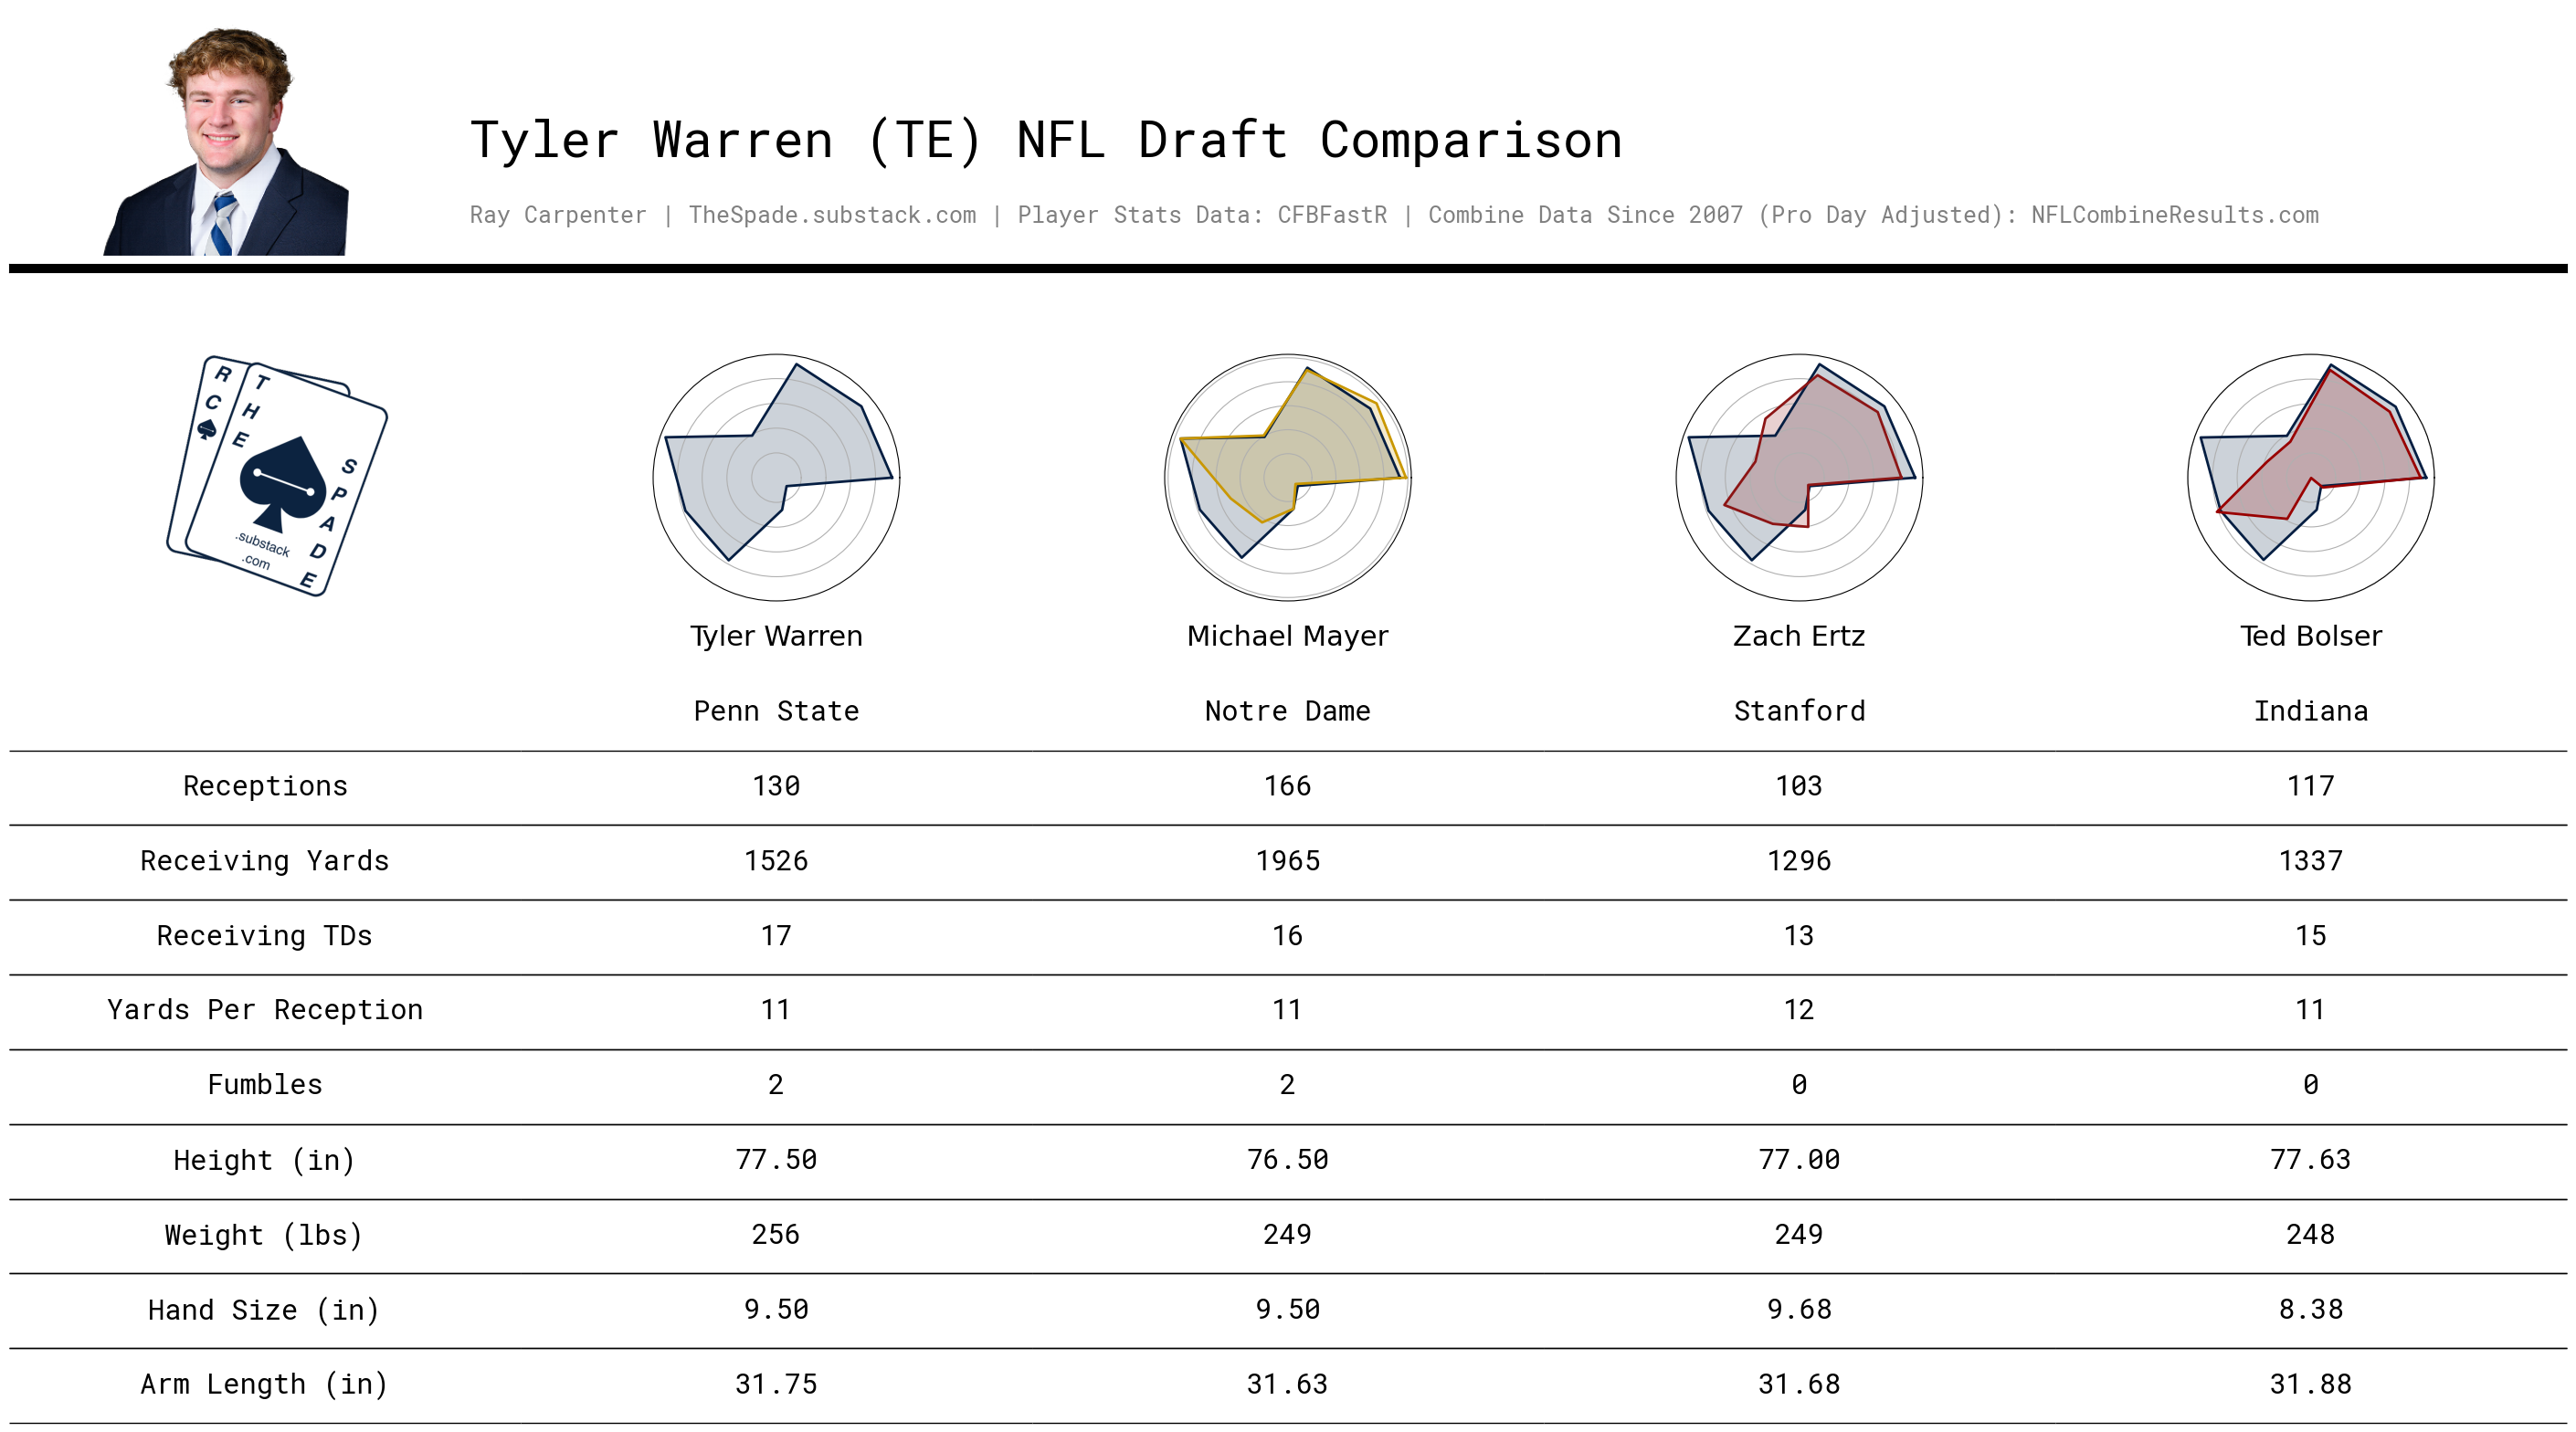 Tyler Warren (TE) NFL Draft Comparison
Ray Carpenter | TheSpade.substack.com | Player Stats Data: CFBFastR | Combine Data Since 2007 (Pro Day Adjusted): NFLCombineResults.com
RC
THE
SPADE
.substack
.com
Tyler Warren Michael Mayer Zach Ertz Ted Bolser
Penn State Notre Dame Stanford Indiana
Receptions 130 166 103 117
Receiving Yards 1526 1965 1296 1337
Receiving TDs 17 16 13 15
Yards Per Reception 11 11 12 11
Fumbles 2 2 0 0
Height (in) 77.50 76.50 77.00 77.63
Weight (lbs) 256 249 249 248
Hand Size (in) 9.50 9.50 9.68 8.38
Arm Length (in) 31.75 31.63 31.68 31.88